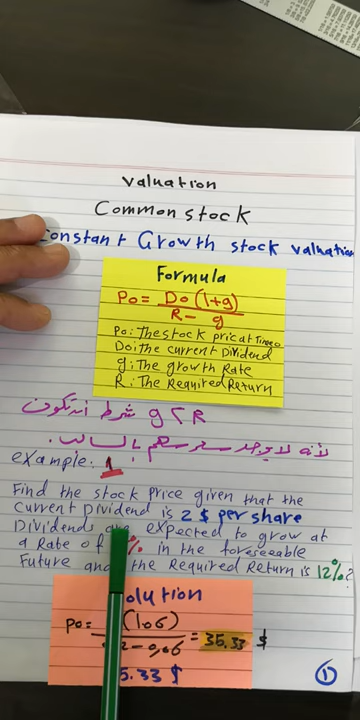 Valuation
Common stock
Constant Growth stock valuation
Formula
Po = Do (1+g)
R - g
Po: The stock pric at Time o
Do: the current Dividend
g: The growth Rate
R: The Required Return
شرط أن تكون g < R
لأنه لا يوجد سعر سهم بالسالب.
example: 1
Find the stock price given that the
current Dividend is 2 $ per share
Dividends are expected to grow at
a Rate of % in the foreseeable
Future and the Required Return is 12%?
olution
Po = (1.06) = 35.33 $
- 0,06
5.33 $
1